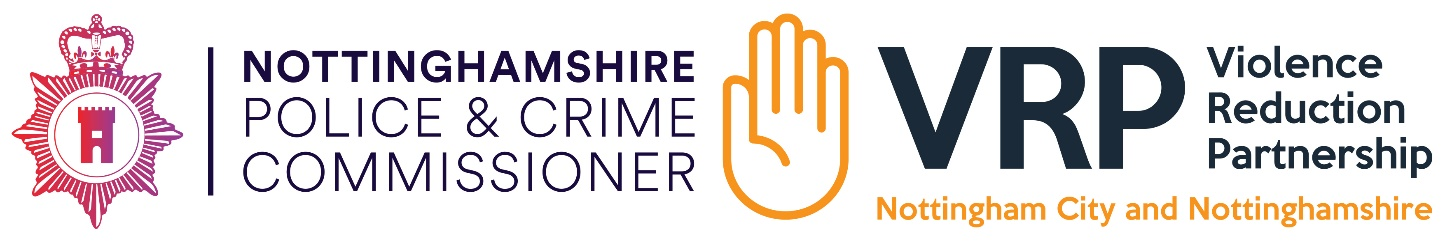 NOTTINGHAMSHIRE
POLICE & CRIME
COMMISSIONER
VRP
Violence
Reduction
Partnership
Nottingham City and Nottinghamshire